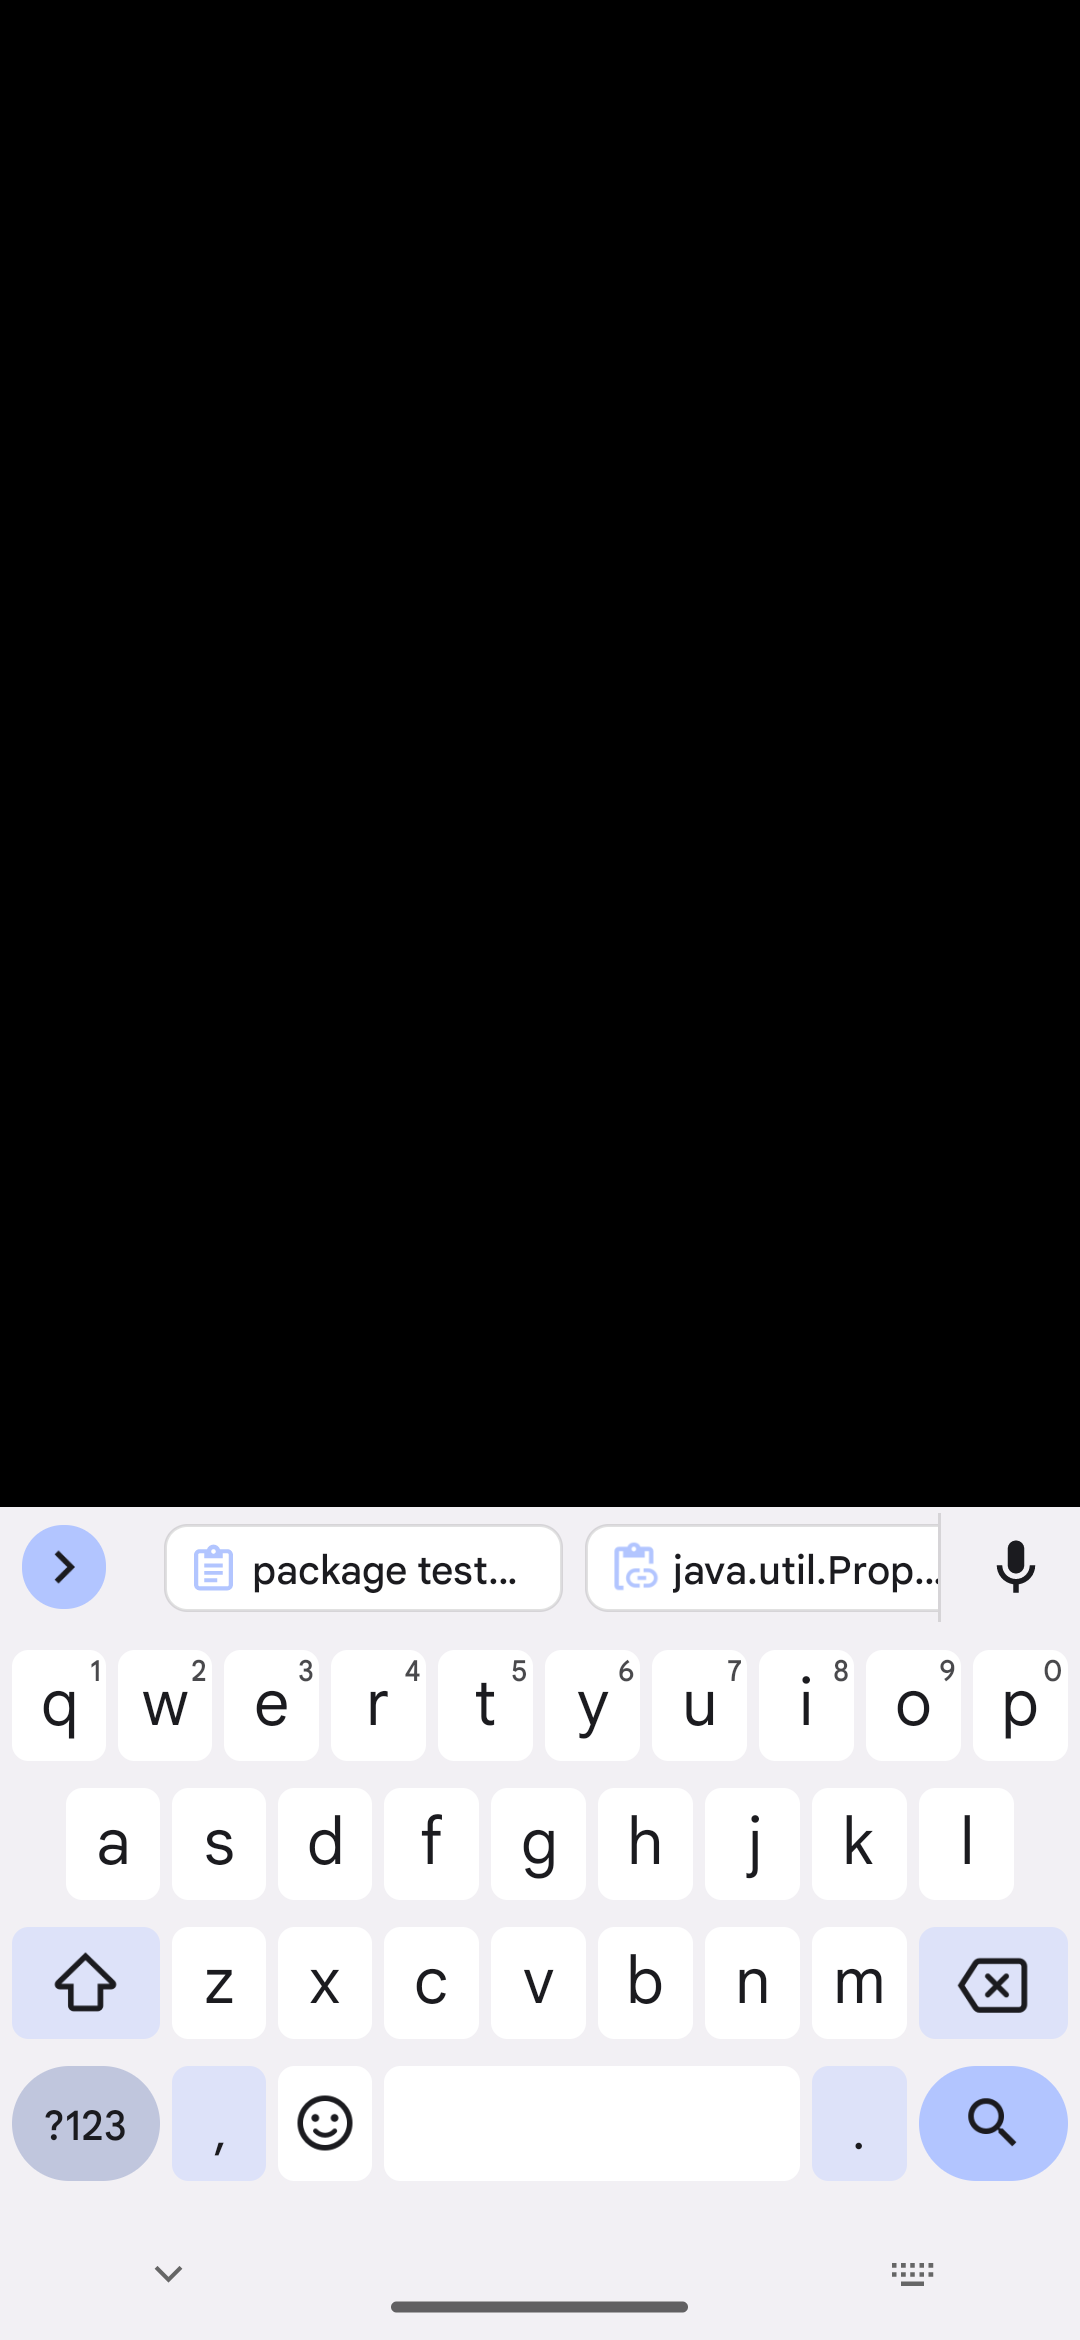 package test...
java.util.Prop...
q 1 w 2 e 3 r 4 t 5 y 6 u 7 i 8 o 9 p 0
a s d f g h j k l
z x c v b n m
?123 , .